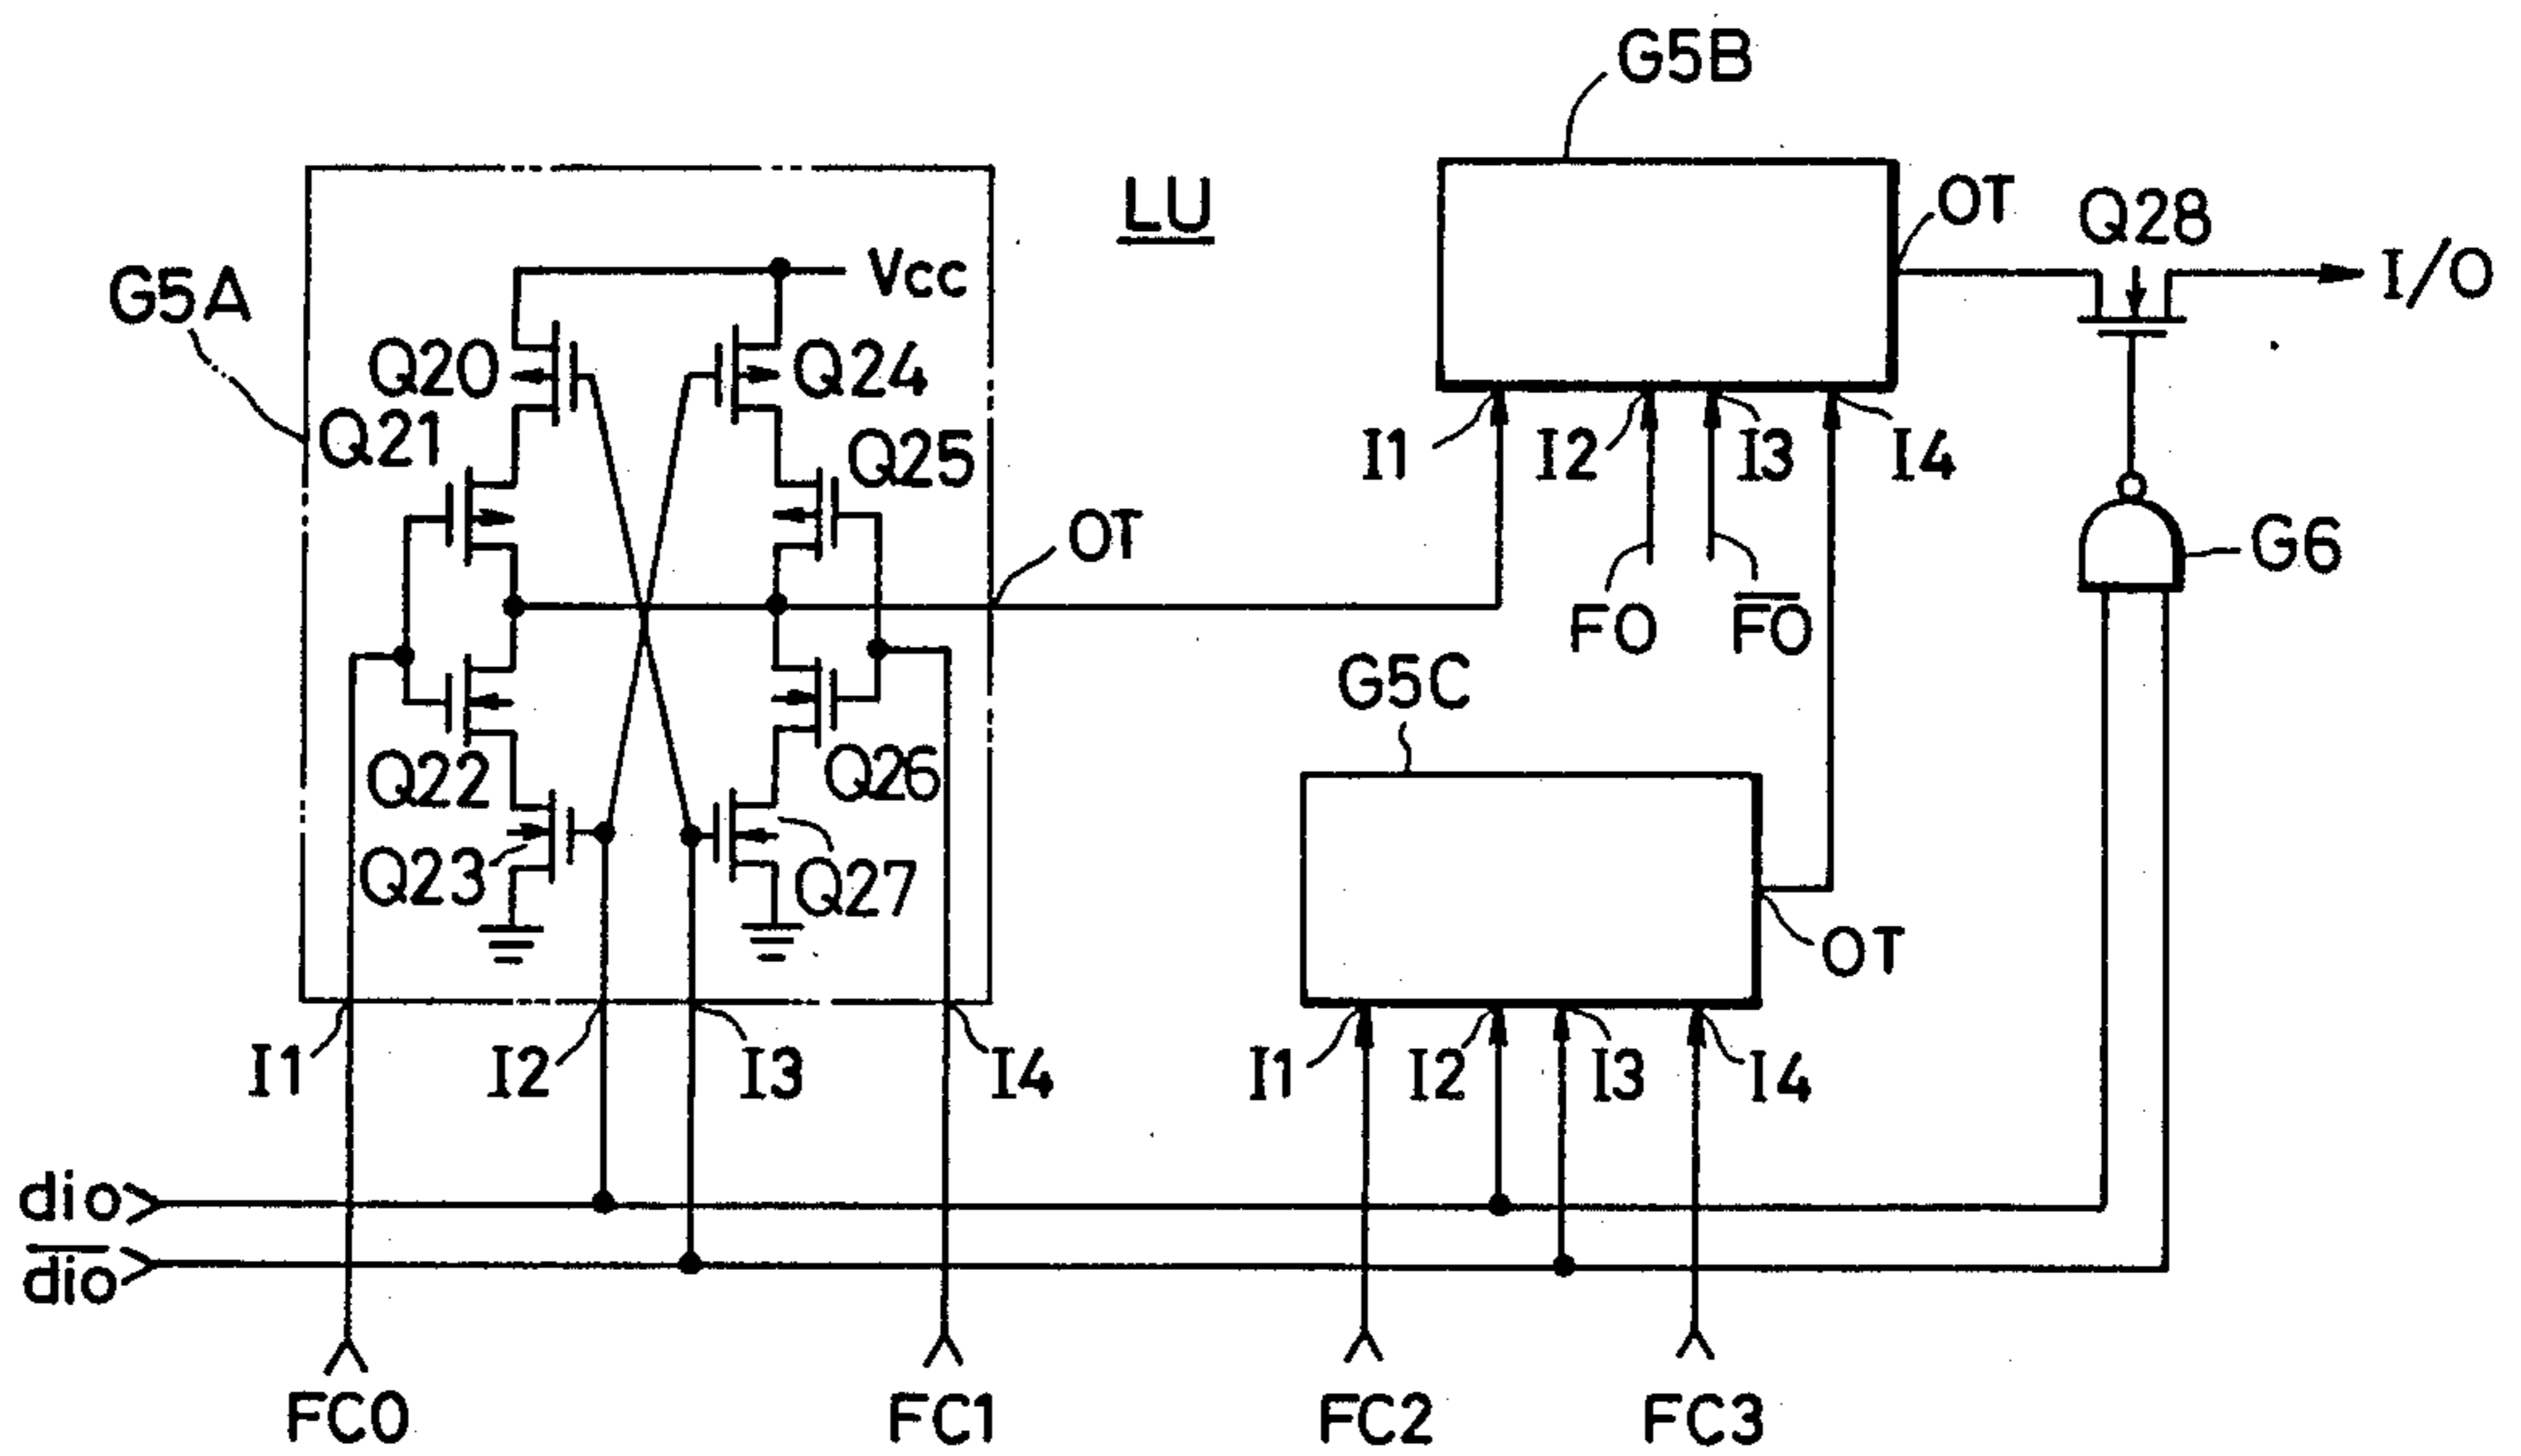 G5B
LU
OT
Q28
I/O
G5A
Vcc
Q20
Q24
Q21
Q25
I1
I2
I3
I4
OT
G6
FO
F̅O̅
G5C
Q22
Q26
Q23
Q27
OT
I1
I2
I3
I4
I1
I2
I3
I4
dio
d̅i̅o̅
FC0
FC1
FC2
FC3